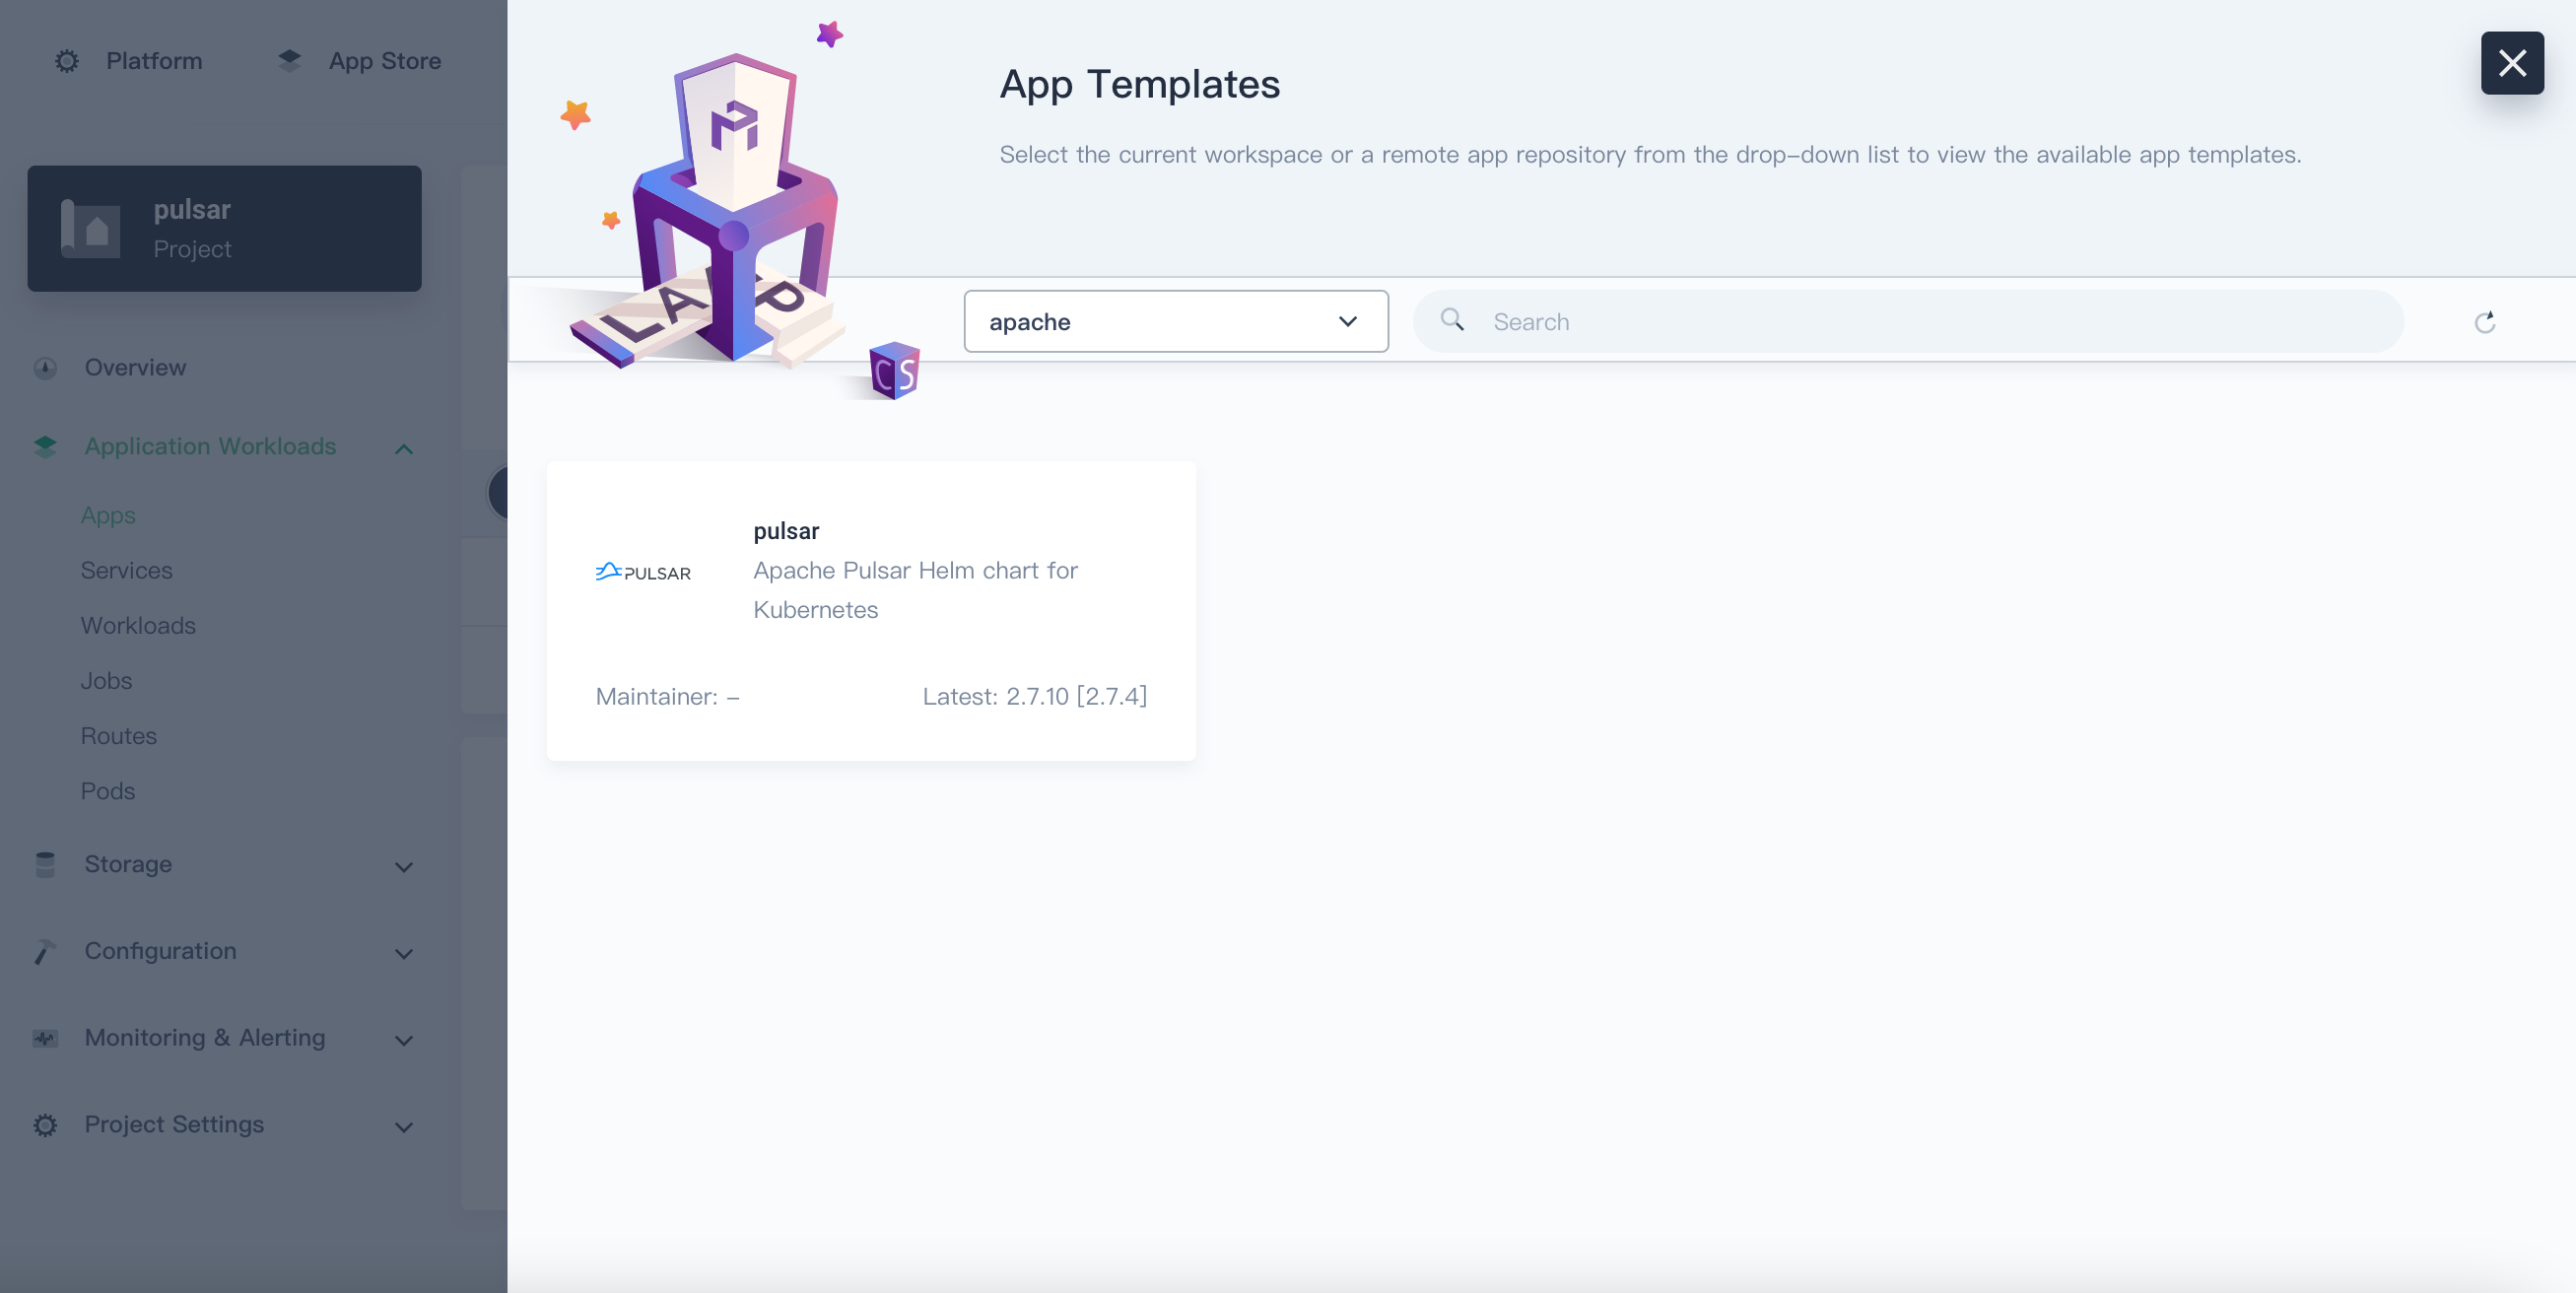 Platform
App Store
pulsar
Project
Overview
Application Workloads
Apps
Services
Workloads
Jobs
Routes
Pods
Storage
Configuration
Monitoring & Alerting
Project Settings
App Templates
Select the current workspace or a remote app repository from the drop-down list to view the available app templates.
LAPP
CS
apache
Search
PULSAR
pulsar
Apache Pulsar Helm chart for
Kubernetes
Maintainer: –
Latest: 2.7.10 [2.7.4]